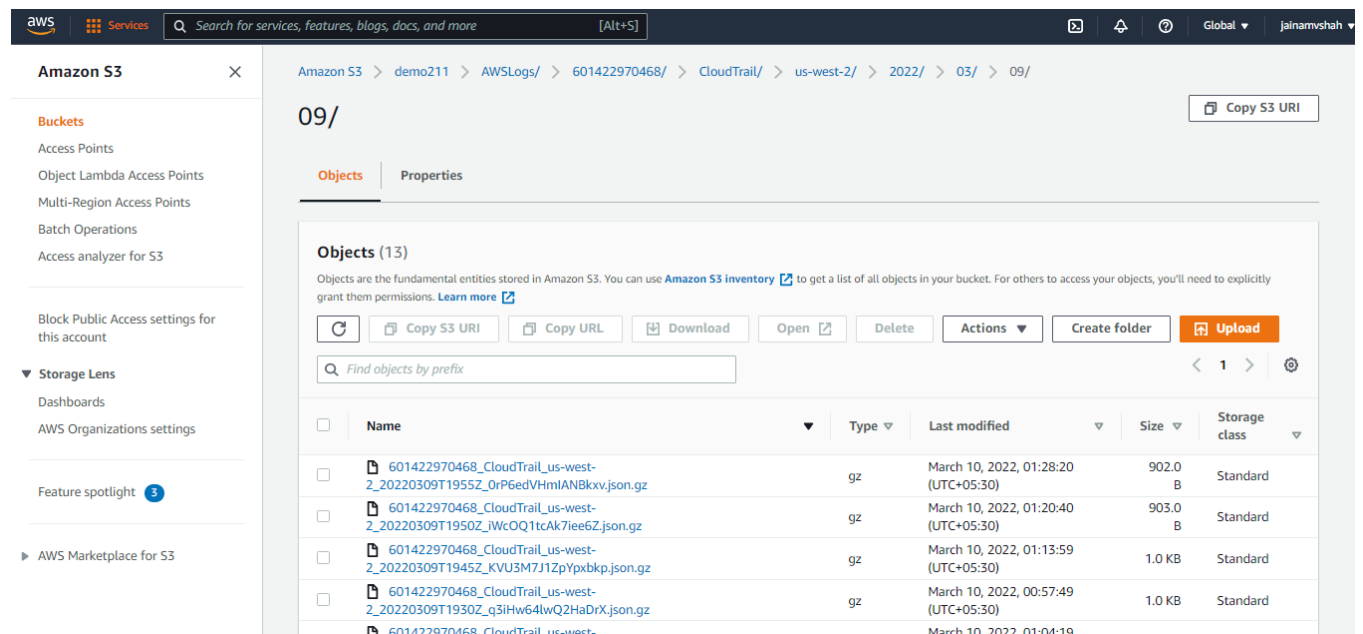 aws
Services
Search for services, features, blogs, docs, and more
[Alt+S]
Global
jainamvshah
Amazon S3
Buckets
Access Points
Object Lambda Access Points
Multi-Region Access Points
Batch Operations
Access analyzer for S3
Block Public Access settings for
this account
Storage Lens
Dashboards
AWS Organizations settings
Feature spotlight 3
AWS Marketplace for S3
Amazon S3 > demo211 > AWSLogs/ > 601422970468/ > CloudTrail/ > us-west-2/ > 2022/ > 03/ > 09/
09/
Copy S3 URI
Objects
Properties
Objects (13)
Objects are the fundamental entities stored in Amazon S3. You can use Amazon S3 inventory to get a list of all objects in your bucket. For others to access your objects, you'll need to explicitly
grant them permissions. Learn more
Copy S3 URI
Copy URL
Download
Open
Delete
Actions
Create folder
Upload
Find objects by prefix
1
Name
Type
Last modified
Size
Storage
class
601422970468_CloudTrail_us-west-
2_20220309T1955Z_0rP6edVHmIANBkxv.json.gz
gz
March 10, 2022, 01:28:20
(UTC+05:30)
902.0
B
Standard
601422970468_CloudTrail_us-west-
2_20220309T1950Z_iWcOQ1tcAk7iee6Z.json.gz
gz
March 10, 2022, 01:20:40
(UTC+05:30)
903.0
B
Standard
601422970468_CloudTrail_us-west-
2_20220309T1945Z_KVU3M7J1ZpYpxbkp.json.gz
gz
March 10, 2022, 01:13:59
(UTC+05:30)
1.0 KB
Standard
601422970468_CloudTrail_us-west-
2_20220309T1930Z_q3iHw64lwQ2HaDrX.json.gz
gz
March 10, 2022, 00:57:49
(UTC+05:30)
1.0 KB
Standard
601422970468_CloudTrail_us-west-
March 10, 2022, 01:04:19